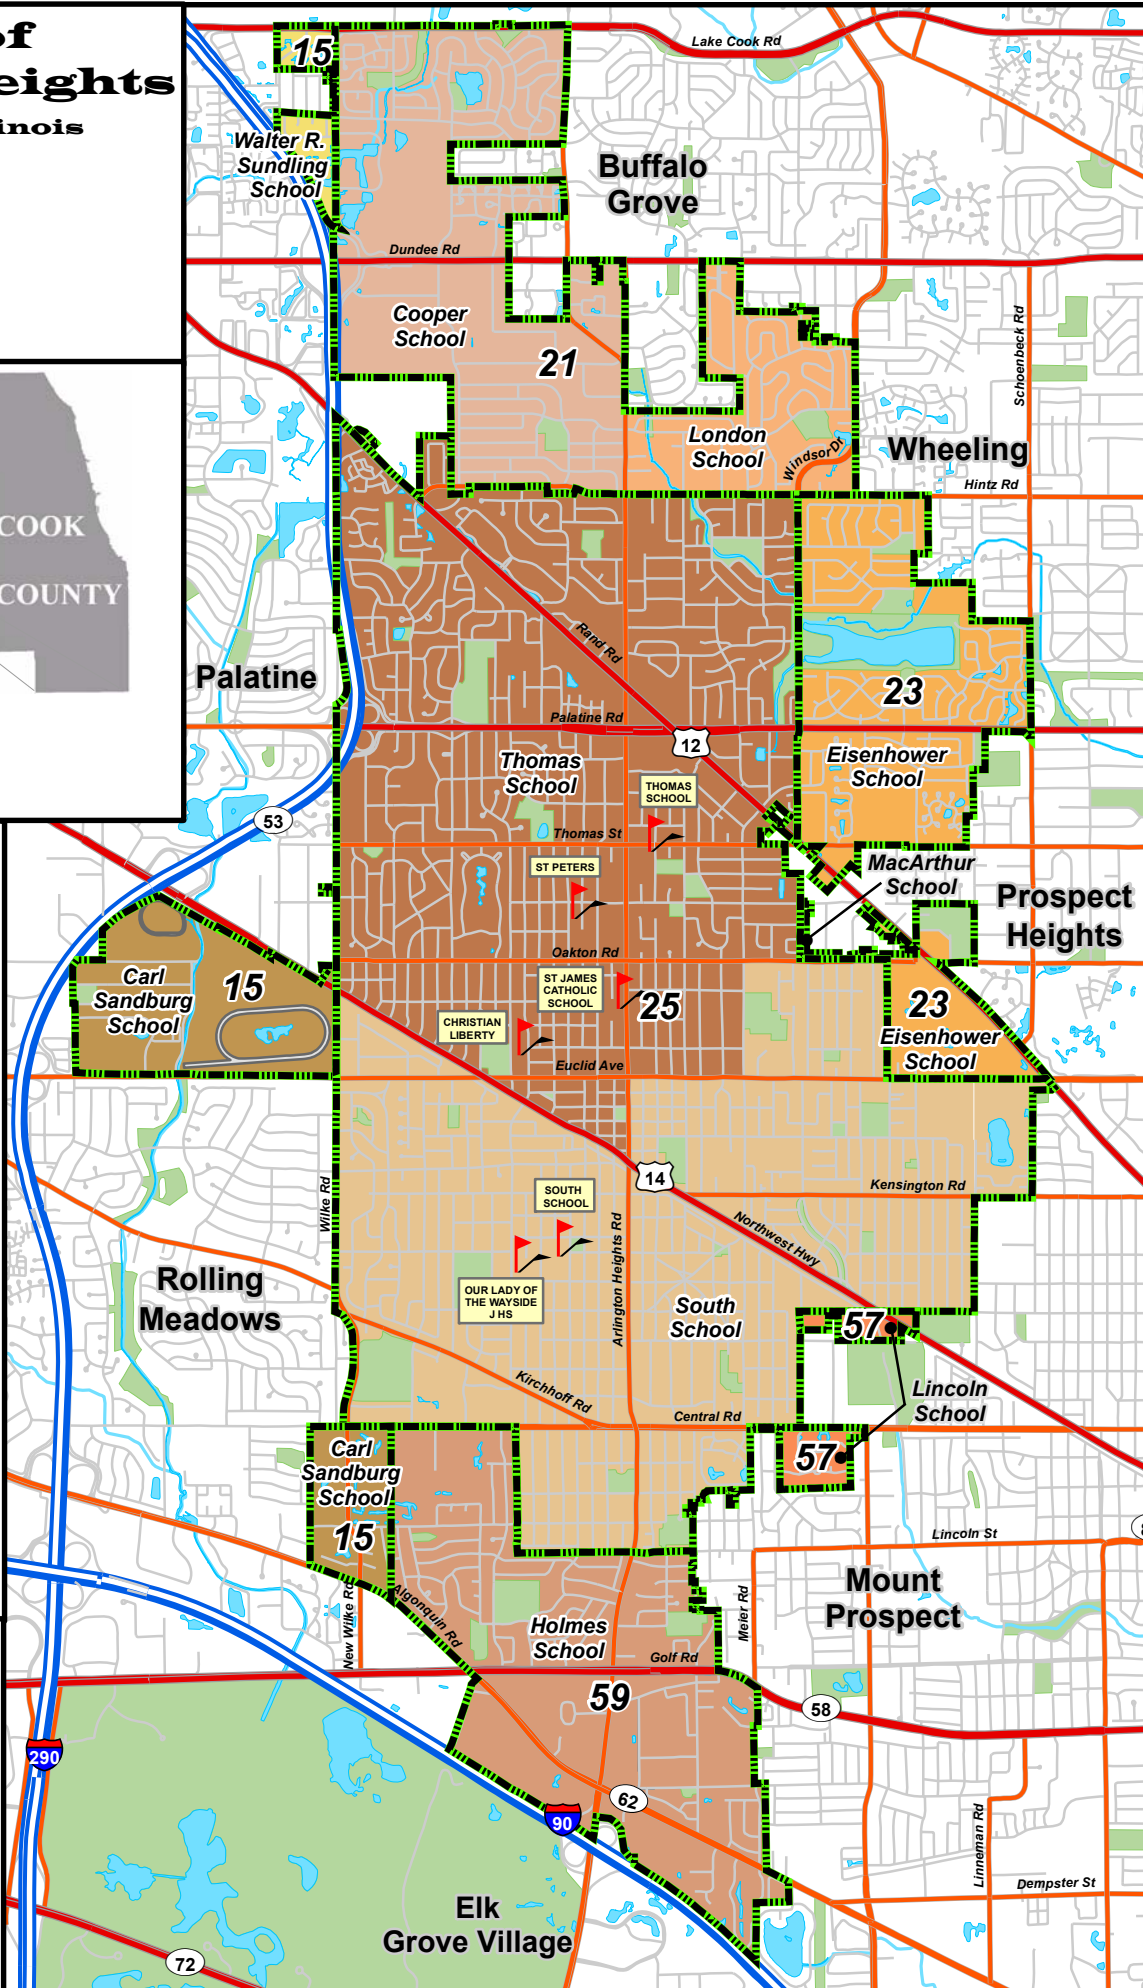 of
eights
inois
COOK
COUNTY
Lake Cook Rd
15
Walter R.
Sundling
School
Buffalo
Grove
Dundee Rd
Cooper
School
21
Schoenbeck Rd
London
School
Windsor Dr
Wheeling
Hintz Rd
Rand Rd
Palatine
23
Palatine Rd
12
Thomas
School
Eisenhower
School
THOMAS
SCHOOL
53
Thomas St
ST PETERS
MacArthur
School
Prospect
Heights
Oakton Rd
Carl
Sandburg
School
15
ST JAMES
CATHOLIC
SCHOOL
25
23
Eisenhower
School
CHRISTIAN
LIBERTY
Euclid Ave
14
Kensington Rd
SOUTH
SCHOOL
Wilke Rd
Arlington Heights Rd
Northwest Hwy
Rolling
Meadows
OUR LADY OF
THE WAYSIDE
J HS
South
School
57
Kirchhoff Rd
Lincoln
School
Central Rd
Carl
Sandburg
School
15
57
Lincoln St
8
New Wilke Rd
Algonquin Rd
Meier Rd
Mount
Prospect
Holmes
School
Golf Rd
59
58
290
62
90
Linneman Rd
Dempster St
Elk
Grove Village
72